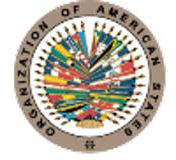 ORGANIZATION OF AMERICAN STATES